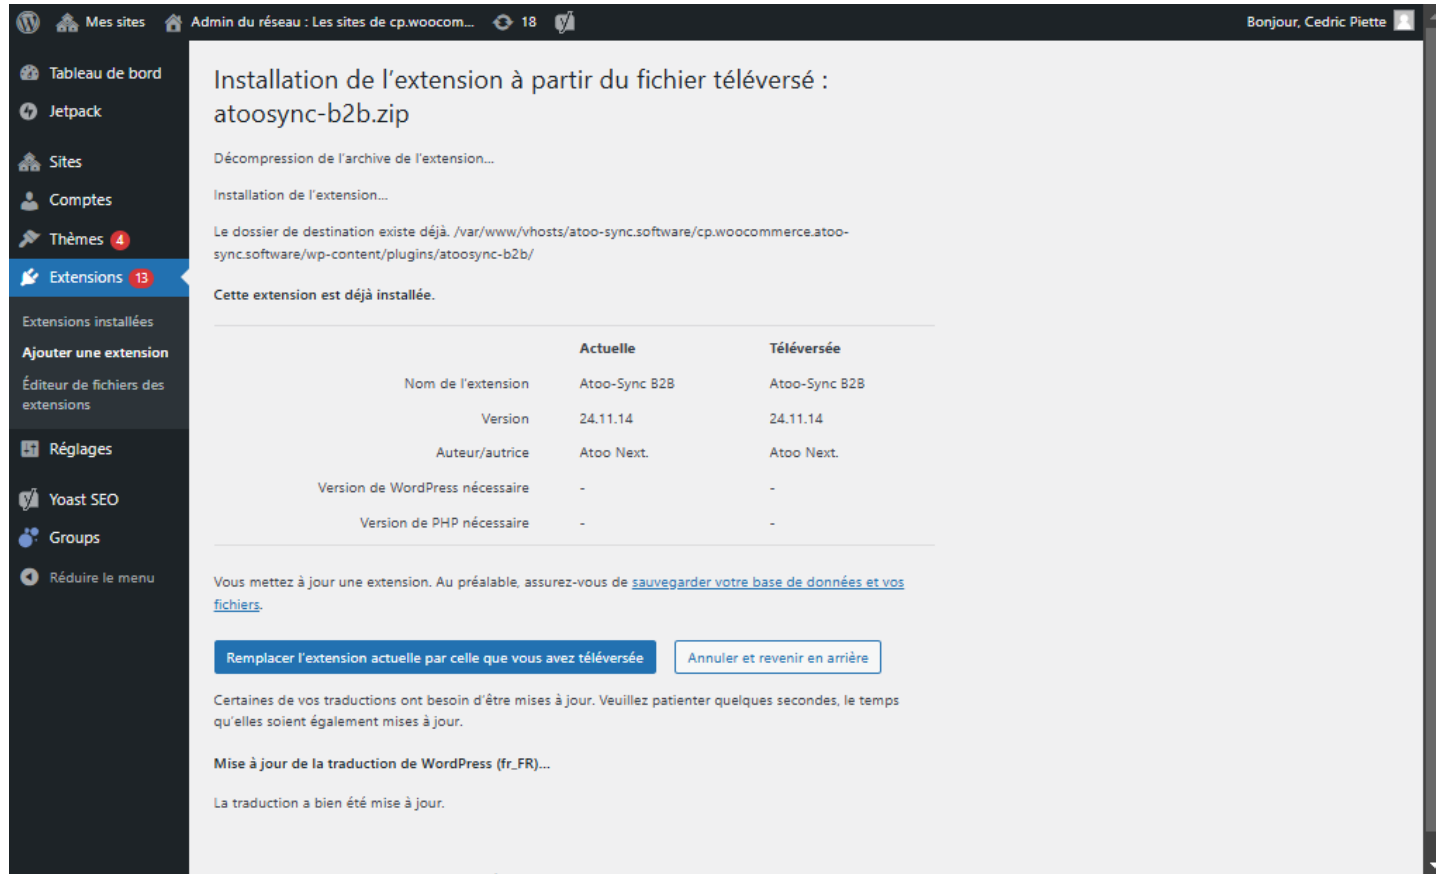 Mes sites
Admin du réseau : Les sites de cp.woocom...
18
Bonjour, Cedric Piette
Tableau de bord
Jetpack
Sites
Comptes
Thèmes 4
Extensions 13
Extensions installées
Ajouter une extension
Éditeur de fichiers des
extensions
Réglages
Yoast SEO
Groups
Réduire le menu
Installation de l’extension à partir du fichier téléversé :
atoosync-b2b.zip
Décompression de l’archive de l’extension...
Installation de l’extension...
Le dossier de destination existe déjà. /var/www/vhosts/atoo-sync.software/cp.woocommerce.atoo-
sync.software/wp-content/plugins/atoosync-b2b/
Cette extension est déjà installée.
Actuelle Téléversée
Nom de l’extension Atoo-Sync B2B Atoo-Sync B2B
Version 24.11.14 24.11.14
Auteur/autrice Atoo Next. Atoo Next.
Version de WordPress nécessaire - -
Version de PHP nécessaire - -
Vous mettez à jour une extension. Au préalable, assurez-vous de sauvegarder votre base de données et vos
fichiers.
Remplacer l’extension actuelle par celle que vous avez téléversée
Annuler et revenir en arrière
Certaines de vos traductions ont besoin d’être mises à jour. Veuillez patienter quelques secondes, le temps
qu’elles soient également mises à jour.
Mise à jour de la traduction de WordPress (fr_FR)...
La traduction a bien été mise à jour.